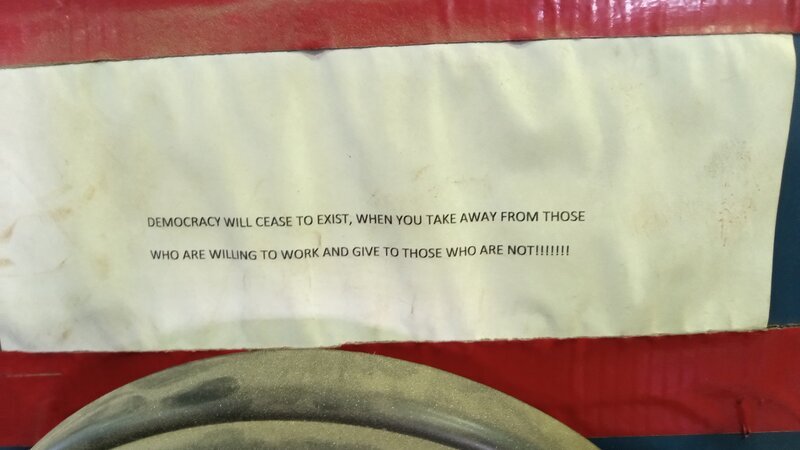 DEMOCRACY WILL CEASE TO EXIST, WHEN YOU TAKE AWAY FROM THOSE
WHO ARE WILLING TO WORK AND GIVE TO THOSE WHO ARE NOT!!!!!!!